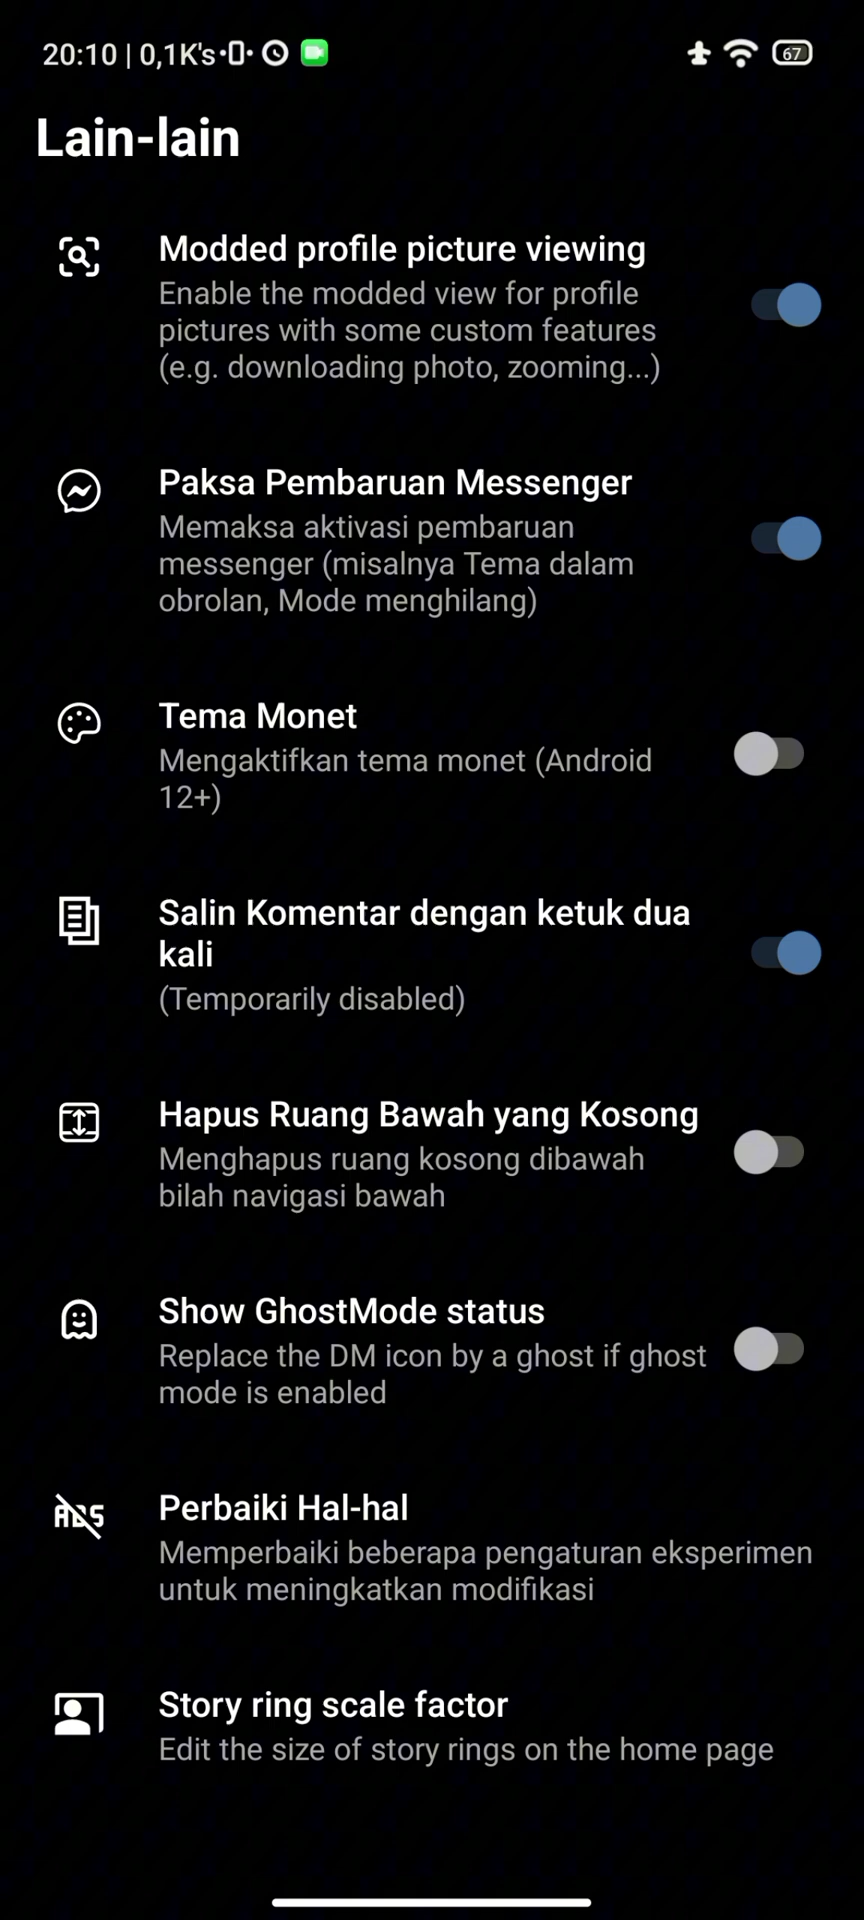 20:10 | 0,1K's
67
Lain-lain
Modded profile picture viewing
Enable the modded view for profile
pictures with some custom features
(e.g. downloading photo, zooming...)
Paksa Pembaruan Messenger
Memaksa aktivasi pembaruan
messenger (misalnya Tema dalam
obrolan, Mode menghilang)
Tema Monet
Mengaktifkan tema monet (Android
12+)
Salin Komentar dengan ketuk dua
kali
(Temporarily disabled)
Hapus Ruang Bawah yang Kosong
Menghapus ruang kosong dibawah
bilah navigasi bawah
Show GhostMode status
Replace the DM icon by a ghost if ghost
mode is enabled
ADS
Perbaiki Hal-hal
Memperbaiki beberapa pengaturan eksperimen
untuk meningkatkan modifikasi
Story ring scale factor
Edit the size of story rings on the home page